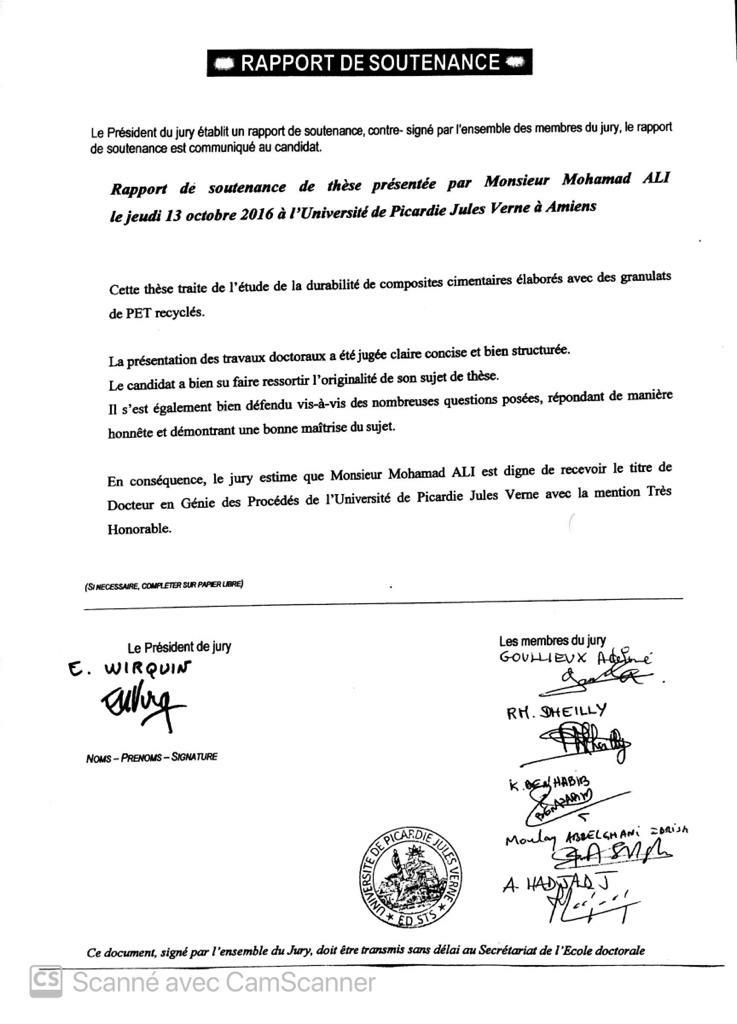 RAPPORT DE SOUTENANCE
Le Président du jury établit un rapport de soutenance, contre- signé par l'ensemble des membres du jury, le rapport
de soutenance est communiqué au candidat.
Rapport de soutenance de thèse présentée par Monsieur Mohamad ALI
le jeudi 13 octobre 2016 à l'Université de Picardie Jules Verne à Amiens
Cette thèse traite de l'étude de la durabilité de composites cimentaires élaborés avec des granulats
de PET recyclés.
La présentation des travaux doctoraux a été jugée claire concise et bien structurée.
Le candidat a bien su faire ressortir l'originalité de son sujet de thèse.
Il s'est également bien défendu vis-à-vis des nombreuses questions posées, répondant de manière
honnête et démontrant une bonne maîtrise du sujet.
En conséquence, le jury estime que Monsieur Mohamad ALI est digne de recevoir le titre de
Docteur en Génie des Procédés de l'Université de Picardie Jules Verne avec la mention Très
Honorable.
(SI NECESSAIRE, COMPLETER SUR PAPIER LIBRE)
Le Président de jury
E. WIRQUIN
NOMS – PRENOMS – SIGNATURE
Les membres du jury
GOULLIEUX
RM. DHEILLY
K. BENHABIB
Moulay ABDELGHANI
A. HADJADJ
UNIVERSITE DE PICARDIE JULES VERNE
ED.STS
Ce document, signé par l'ensemble du Jury, doit être transmis sans délai au Secrétariat de l'Ecole doctorale
CS Scanné avec CamScanner